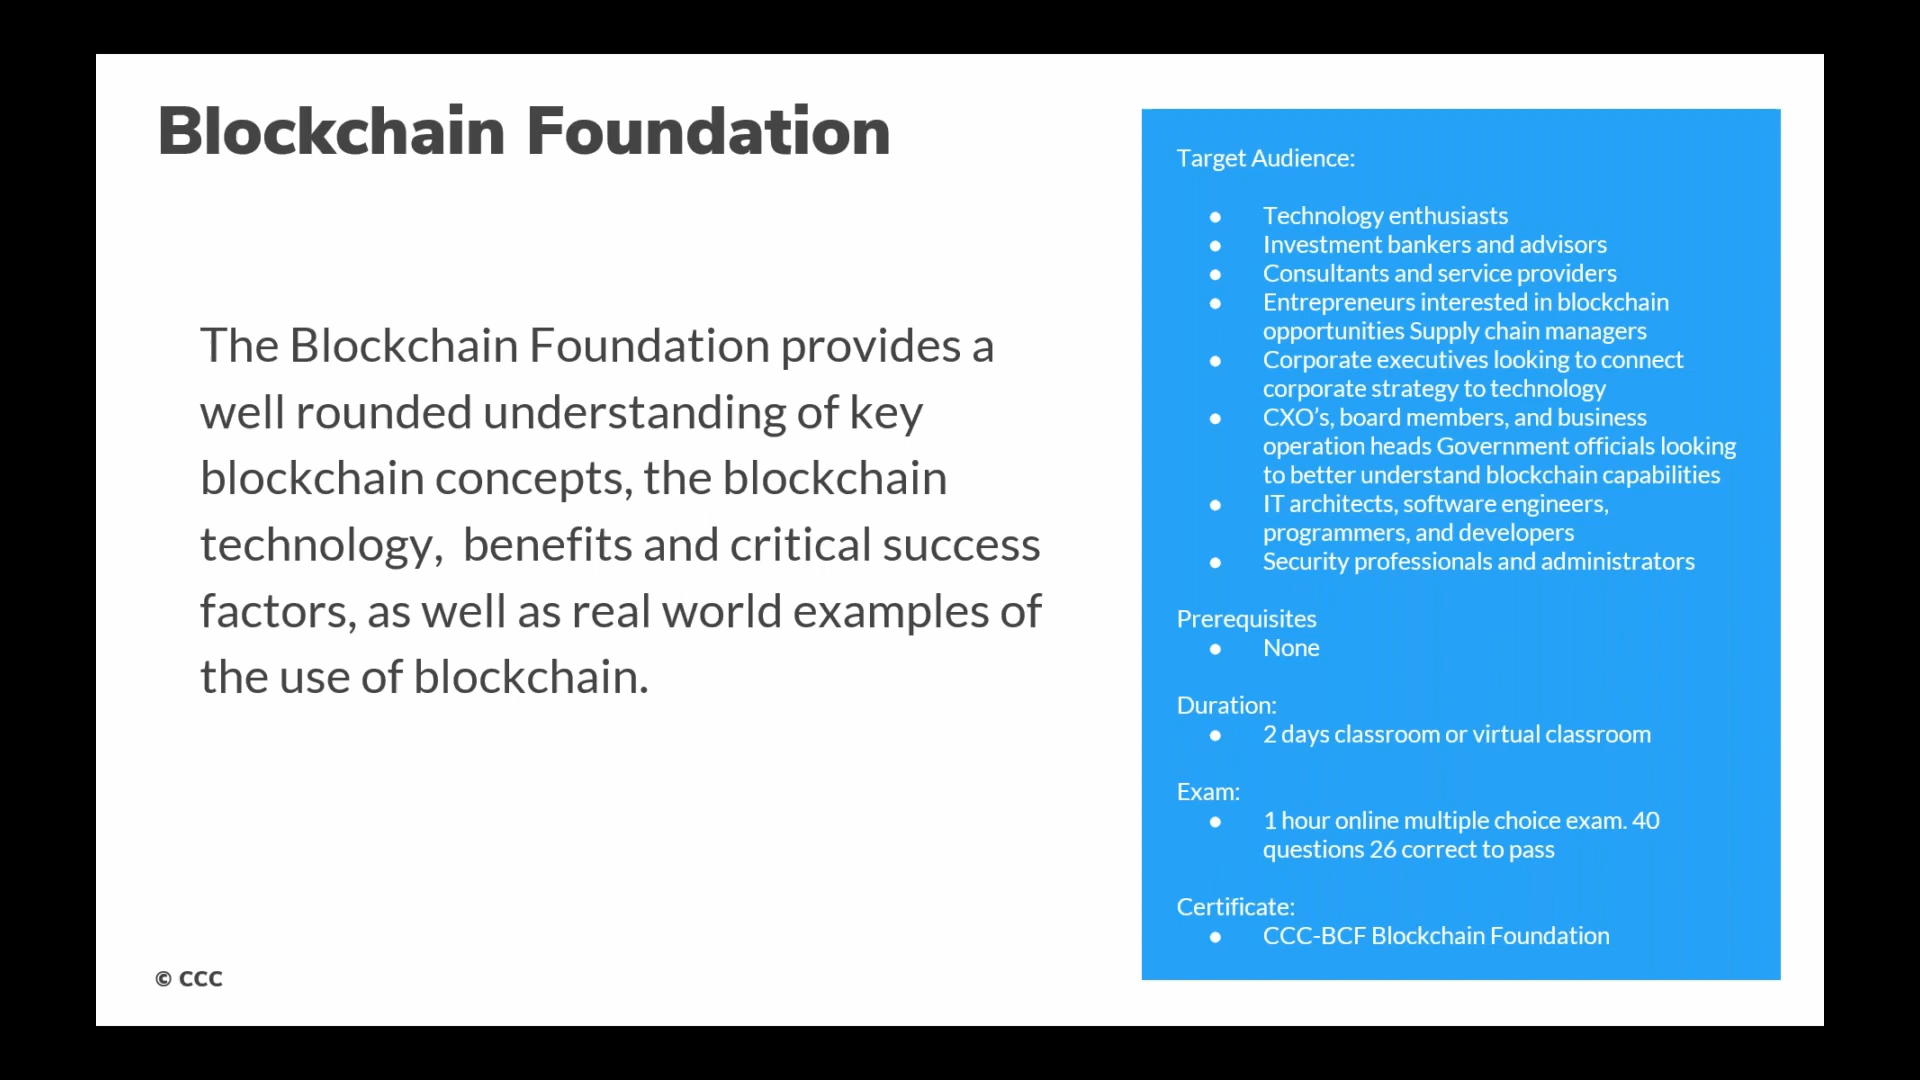 Blockchain Foundation
The Blockchain Foundation provides a
well rounded understanding of key
blockchain concepts, the blockchain
technology,  benefits and critical success
factors, as well as real world examples of
the use of blockchain.
© CCC
Target Audience:
● Technology enthusiasts
● Investment bankers and advisors
● Consultants and service providers
● Entrepreneurs interested in blockchain
opportunities Supply chain managers
● Corporate executives looking to connect
corporate strategy to technology
● CXO’s, board members, and business
operation heads Government officials looking
to better understand blockchain capabilities
● IT architects, software engineers,
programmers, and developers
● Security professionals and administrators
Prerequisites
● None
Duration:
● 2 days classroom or virtual classroom
Exam:
● 1 hour online multiple choice exam. 40
questions 26 correct to pass
Certificate:
● CCC-BCF Blockchain Foundation